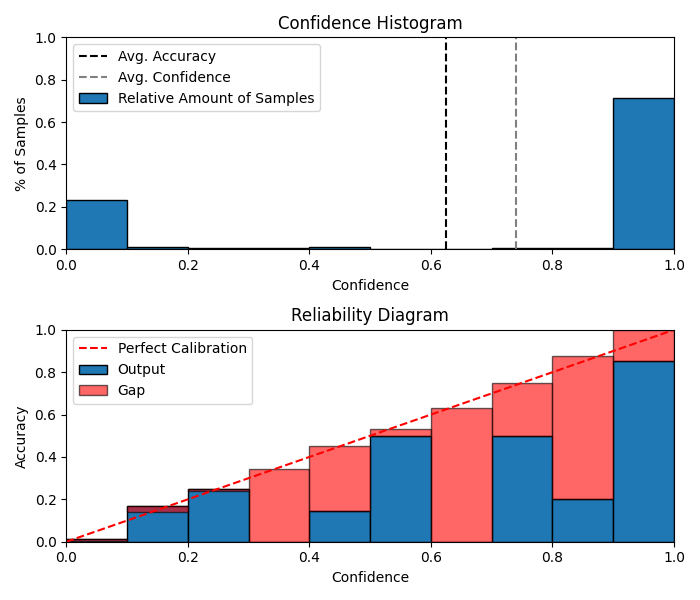 Confidence Histogram
% of Samples
1.0
0.8
0.6
0.4
0.2
0.0
Avg. Accuracy
Avg. Confidence
Relative Amount of Samples
0.0 0.2 0.4 0.6 0.8 1.0
Confidence
Reliability Diagram
Accuracy
1.0
0.8
0.6
0.4
0.2
0.0
Perfect Calibration
Output
Gap
0.0 0.2 0.4 0.6 0.8 1.0
Confidence